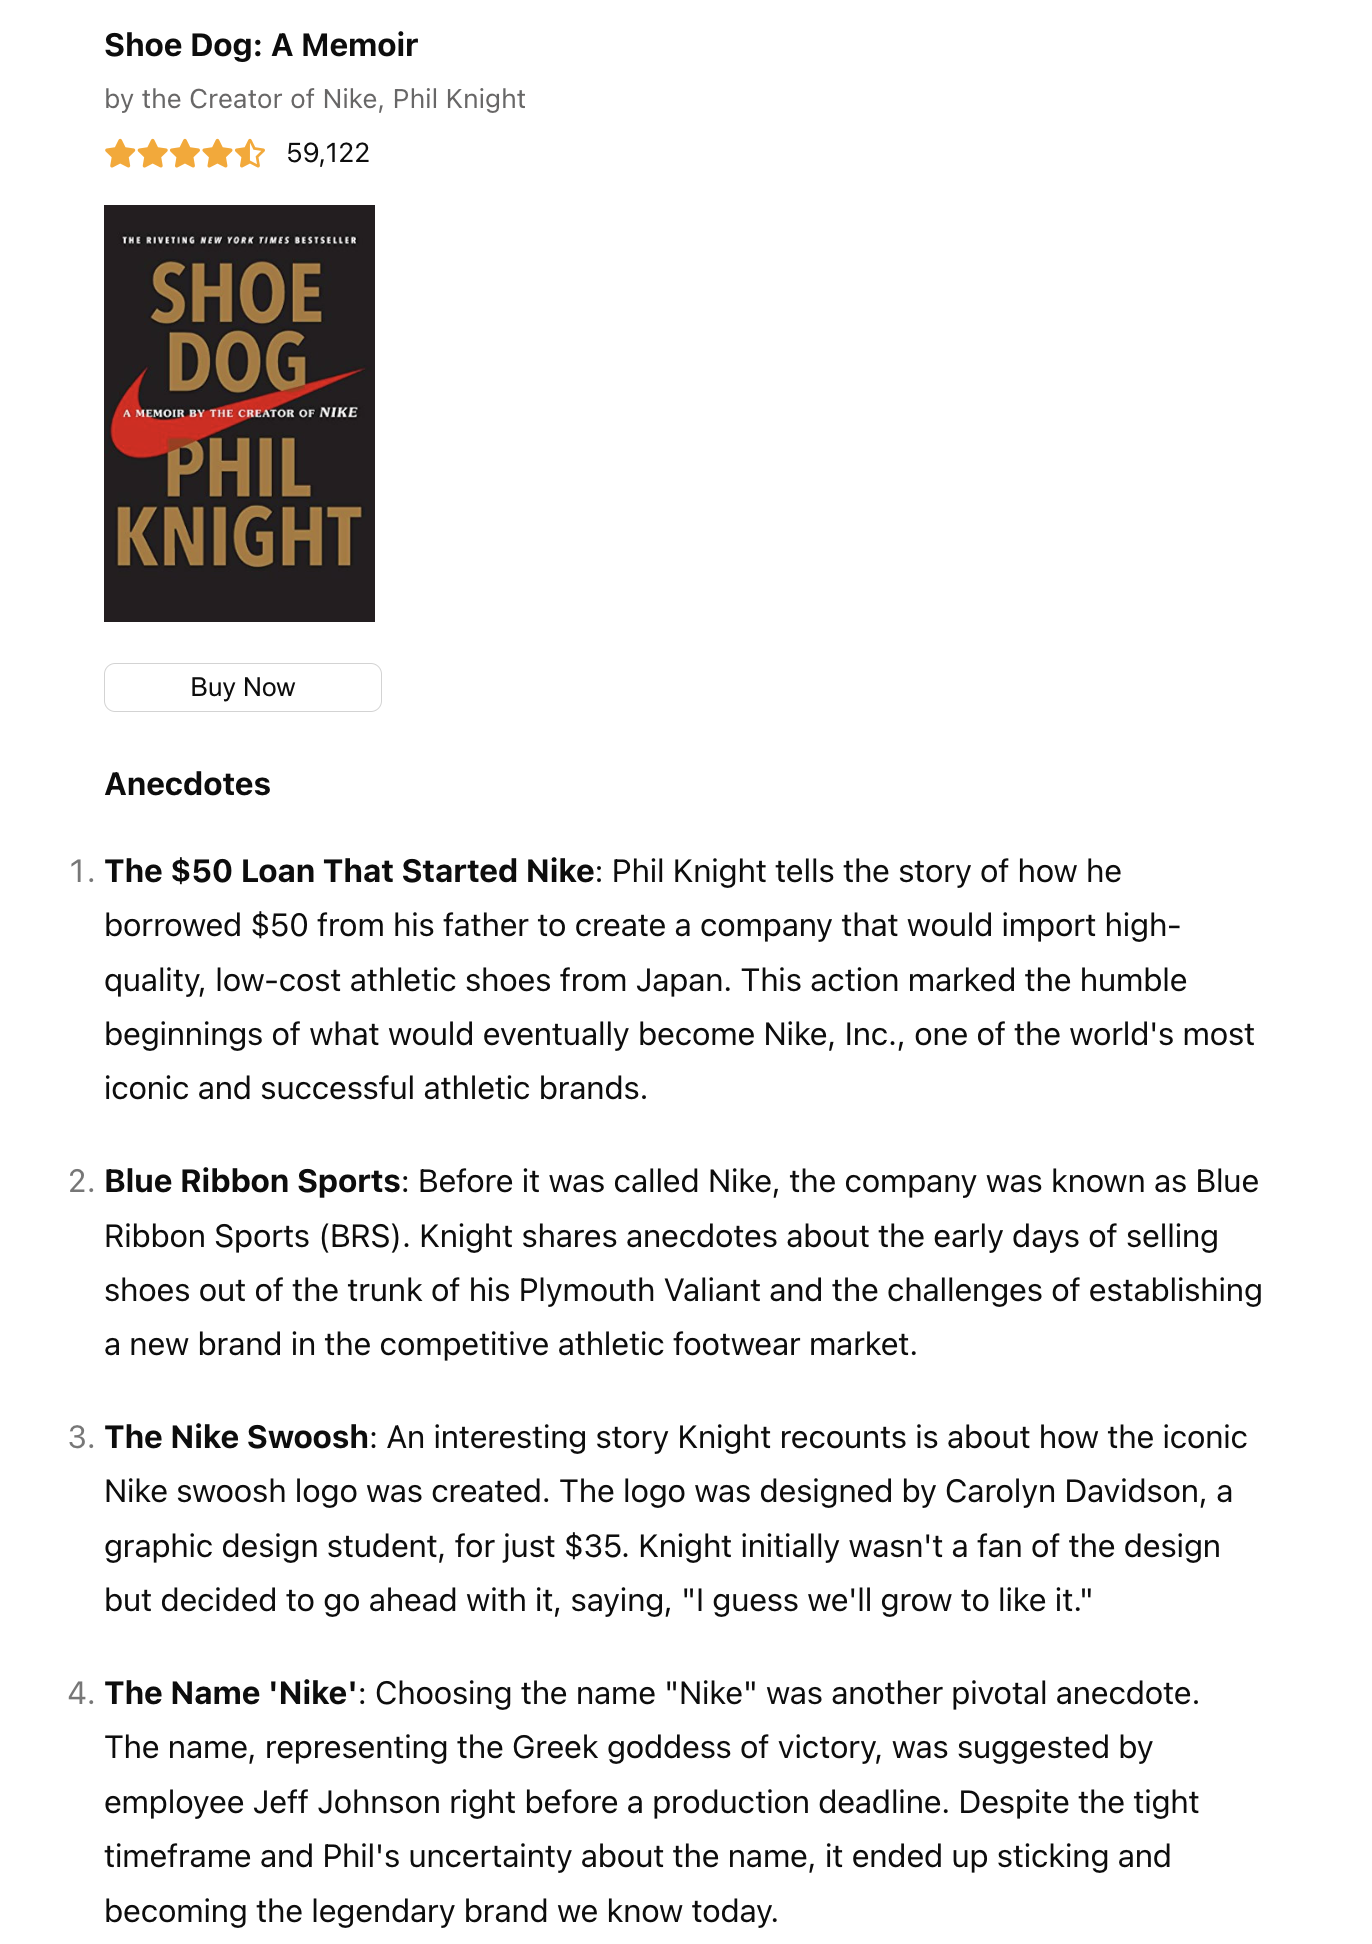 Shoe Dog: A Memoir
by the Creator of Nike, Phil Knight
59,122
THE RIVETING NEW YORK TIMES BESTSELLER
SHOE
DOG
A MEMOIR BY THE CREATOR OF NIKE
PHIL
KNIGHT
Buy Now
Anecdotes
1. The $50 Loan That Started Nike: Phil Knight tells the story of how he
borrowed $50 from his father to create a company that would import high-
quality, low-cost athletic shoes from Japan. This action marked the humble
beginnings of what would eventually become Nike, Inc., one of the world's most
iconic and successful athletic brands.
2. Blue Ribbon Sports: Before it was called Nike, the company was known as Blue
Ribbon Sports (BRS). Knight shares anecdotes about the early days of selling
shoes out of the trunk of his Plymouth Valiant and the challenges of establishing
a new brand in the competitive athletic footwear market.
3. The Nike Swoosh: An interesting story Knight recounts is about how the iconic
Nike swoosh logo was created. The logo was designed by Carolyn Davidson, a
graphic design student, for just $35. Knight initially wasn't a fan of the design
but decided to go ahead with it, saying, "I guess we'll grow to like it."
4. The Name 'Nike': Choosing the name "Nike" was another pivotal anecdote.
The name, representing the Greek goddess of victory, was suggested by
employee Jeff Johnson right before a production deadline. Despite the tight
timeframe and Phil's uncertainty about the name, it ended up sticking and
becoming the legendary brand we know today.